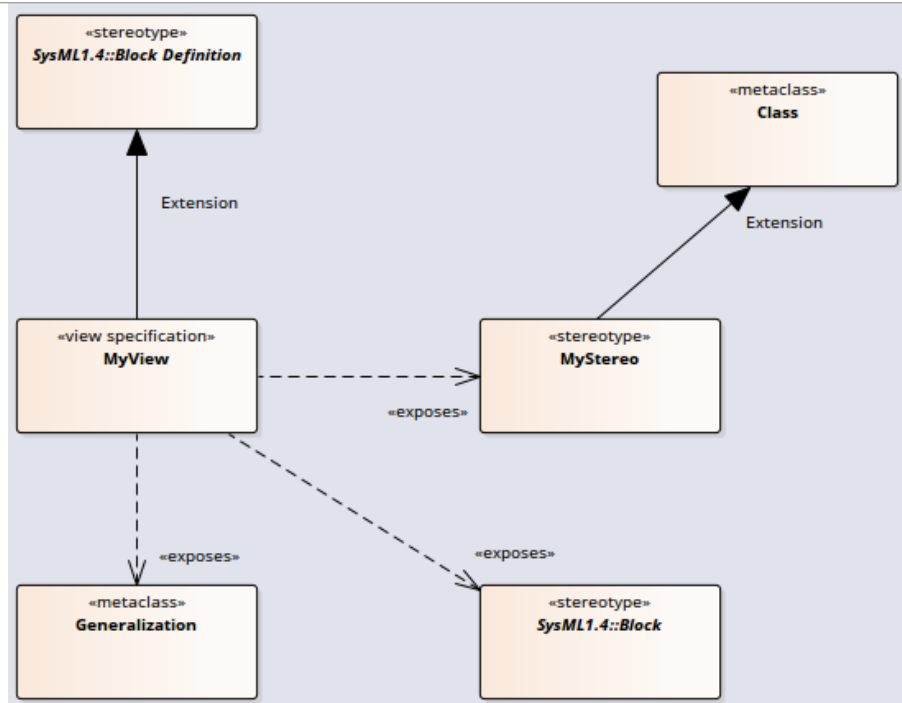 «stereotype»
SysML1.4::Block Definition
«metaclass»
Class
Extension
Extension
«view specification»
MyView
«stereotype»
MyStereo
«exposes»
«exposes»
«exposes»
«metaclass»
Generalization
«stereotype»
SysML1.4::Block